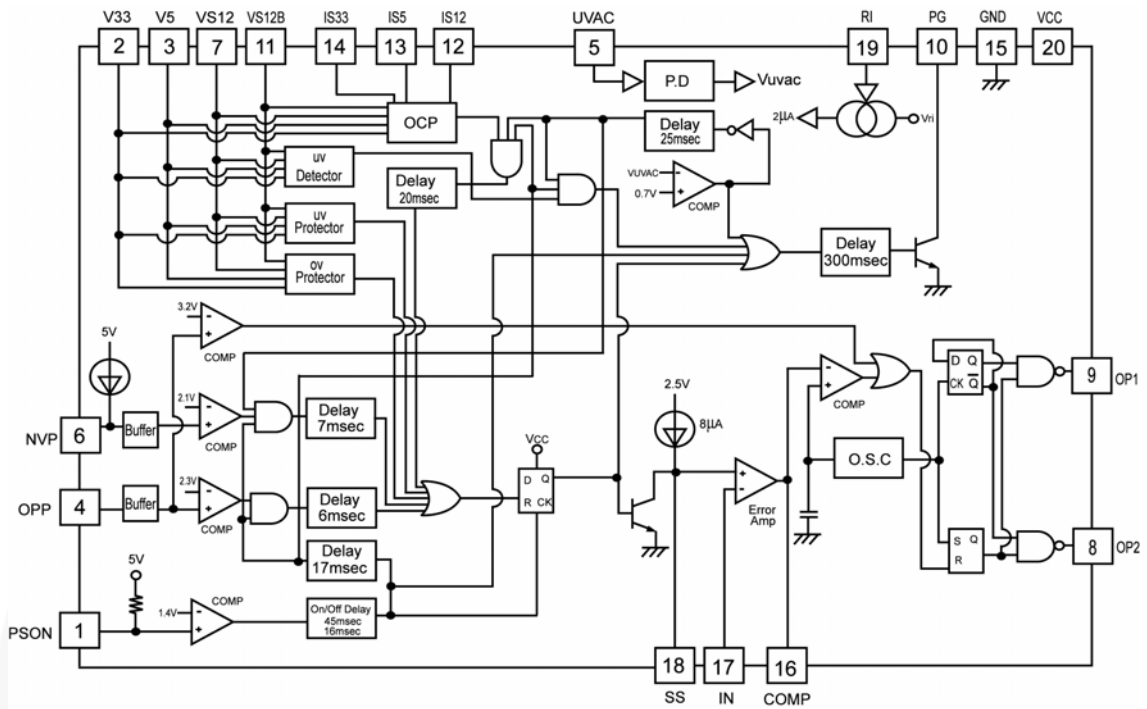 V33 V5 VS12 VS12B IS33 IS5 IS12 UVAC RI PG GND VCC
2 3 7 11 14 13 12 5 19 10 15 20
P.D
Vuvac
2μA
Vri
OCP
Delay
25msec
uv
Detector
Delay
20msec
VUVAC
-
0.7V
+
COMP
uv
Protector
Delay
300msec
ov
Protector
3.2V
-
+
COMP
5V
2.1V
-
+
COMP
Buffer
6
NVP
Delay
7msec
2.5V
8μA
-
+
COMP
D Q
CK Q
9
OP1
Vcc
D Q
R CK
O.S.C
4
OPP
Buffer
2.3V
-
+
COMP
Delay
6msec
+
-
Error
Amp
S Q
R
8
OP2
Delay
17msec
5V
1
PSON
1.4V
-
+
COMP
On/Off Delay
45msec
16msec
18 17 16
SS IN COMP